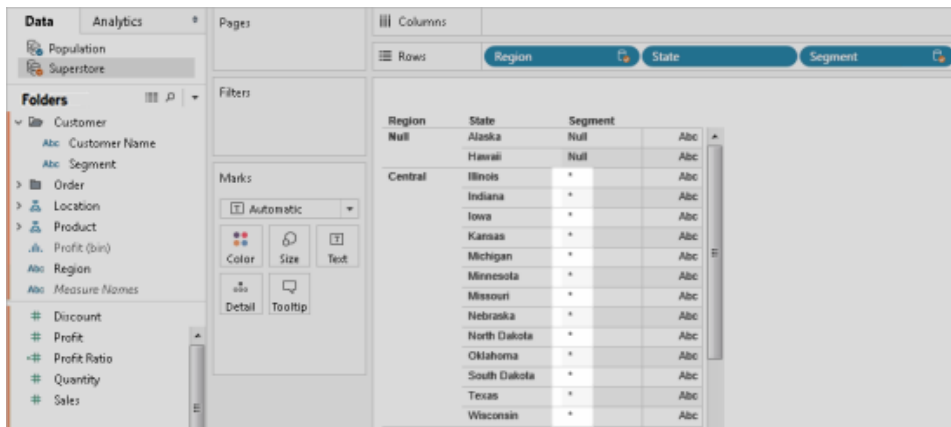 Data Analytics
Population
Superstore
Folders
Customer
Abc Customer Name
Abc Segment
Order
Location
Product
Profit (bin)
Abc Region
Abc Measure Names
# Discount
# Profit
=# Profit Ratio
# Quantity
# Sales
Pages
Filters
Marks
T Automatic
Color Size Text
Detail Tooltip
Columns
Rows Region State Segment
Region State Segment
Null Alaska Null Abc
Hawaii Null Abc
Central Illinois * Abc
Indiana * Abc
Iowa * Abc
Kansas * Abc
Michigan * Abc
Minnesota * Abc
Missouri * Abc
Nebraska * Abc
North Dakota * Abc
Oklahoma * Abc
South Dakota * Abc
Texas * Abc
Wisconsin * Abc